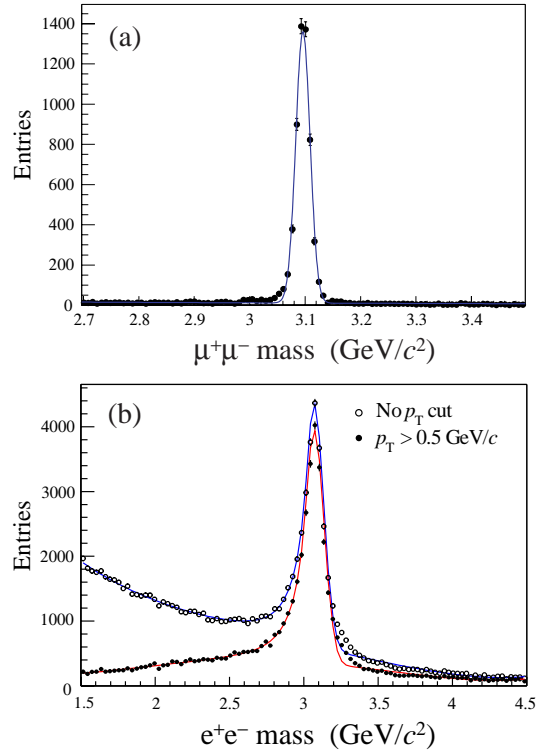 (a)
Entries
1400
1200
1000
800
600
400
200
0
2.7 2.8 2.9 3 3.1 3.2 3.3 3.4
μ⁺μ⁻ mass (GeV/c²)
(b)
No pT cut
pT > 0.5 GeV/c
Entries
4000
3000
2000
1000
0
1.5 2 2.5 3 3.5 4 4.5
e⁺e⁻ mass (GeV/c²)